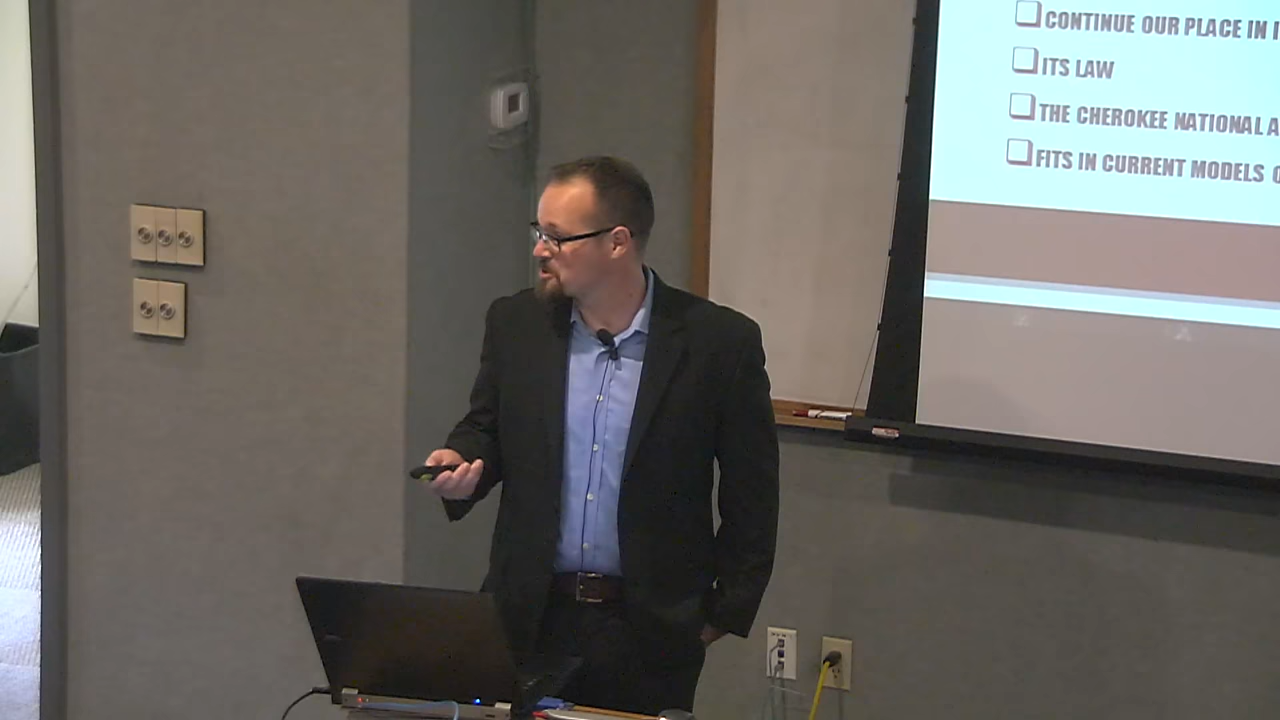 CONTINUE OUR PLACE IN
ITS LAW
THE CHEROKEE NATIONAL
FITS IN CURRENT MODELS